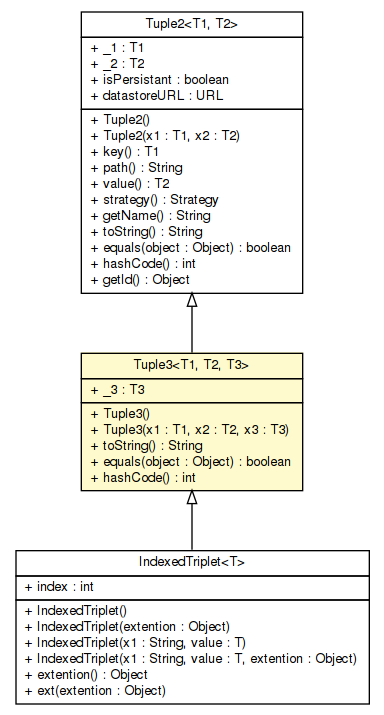 Tuple2<T1, T2>
+ _1 : T1
+ _2 : T2
+ isPersistant : boolean
+ datastoreURL : URL
+ Tuple2()
+ Tuple2(x1 : T1, x2 : T2)
+ key() : T1
+ path() : String
+ value() : T2
+ strategy() : Strategy
+ getName() : String
+ toString() : String
+ equals(object : Object) : boolean
+ hashCode() : int
+ getId() : Object
Tuple3<T1, T2, T3>
+ _3 : T3
+ Tuple3()
+ Tuple3(x1 : T1, x2 : T2, x3 : T3)
+ toString() : String
+ equals(object : Object) : boolean
+ hashCode() : int
IndexedTriplet<T>
+ index : int
+ IndexedTriplet()
+ IndexedTriplet(extention : Object)
+ IndexedTriplet(x1 : String, value : T)
+ IndexedTriplet(x1 : String, value : T, extention : Object)
+ extention() : Object
+ ext(extention : Object)